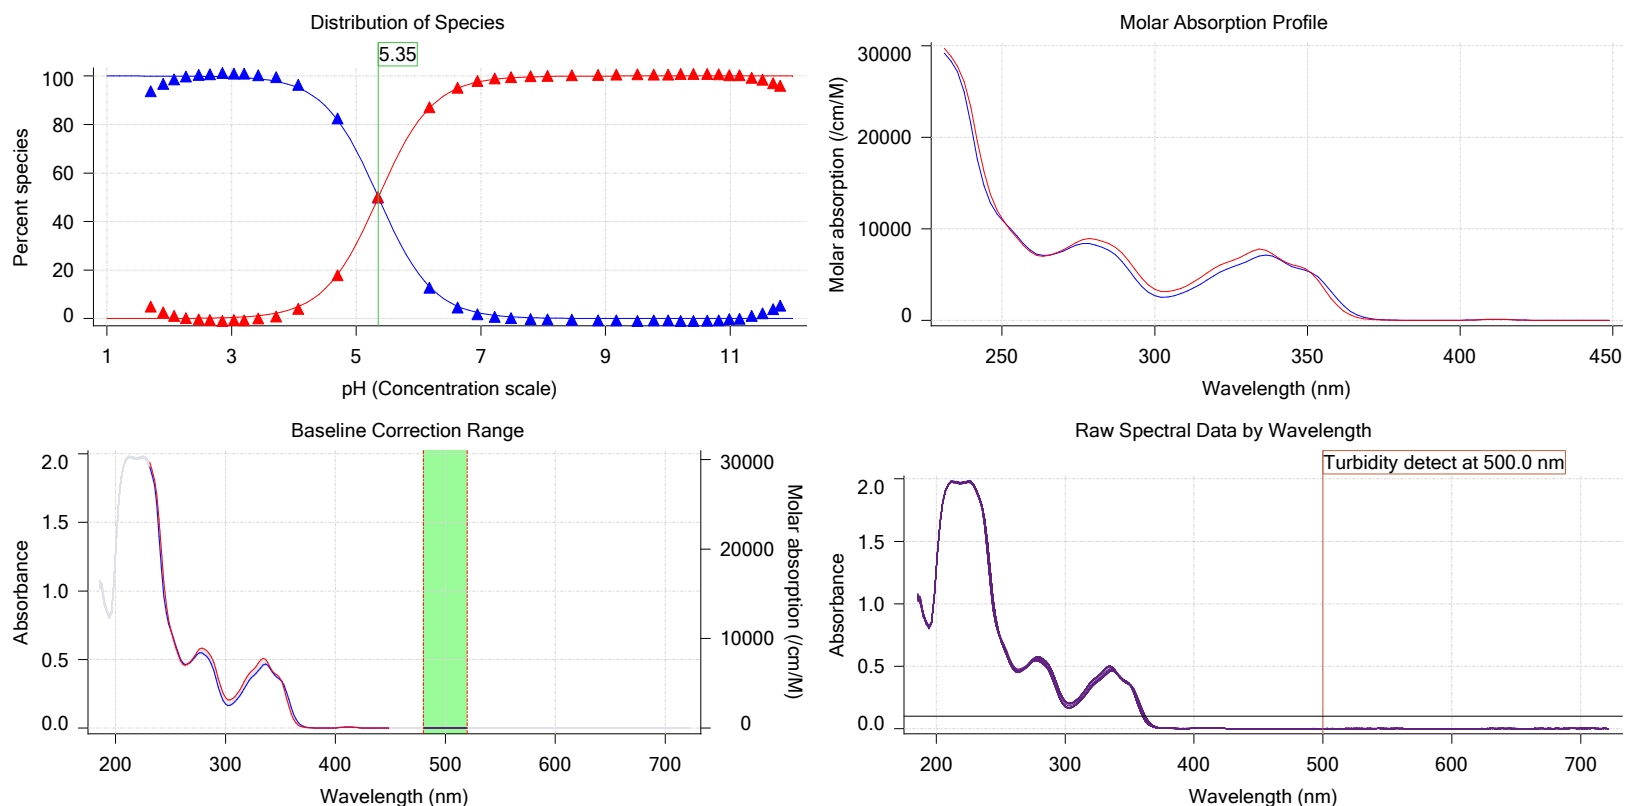 Distribution of Species
5.35
100
80
60
40
20
0
Percent species
1 3 5 7 9 11
pH (Concentration scale)
Molar Absorption Profile
30000
20000
10000
0
Molar absorption (/cm/M)
250 300 350 400 450
Wavelength (nm)
Baseline Correction Range
2.0
1.5
1.0
0.5
0.0
Absorbance
30000
20000
10000
0
Molar absorption (/cm/M)
200 300 400 500 600 700
Wavelength (nm)
Raw Spectral Data by Wavelength
Turbidity detect at 500.0 nm
2.0
1.5
1.0
0.5
0.0
Absorbance
200 300 400 500 600 700
Wavelength (nm)